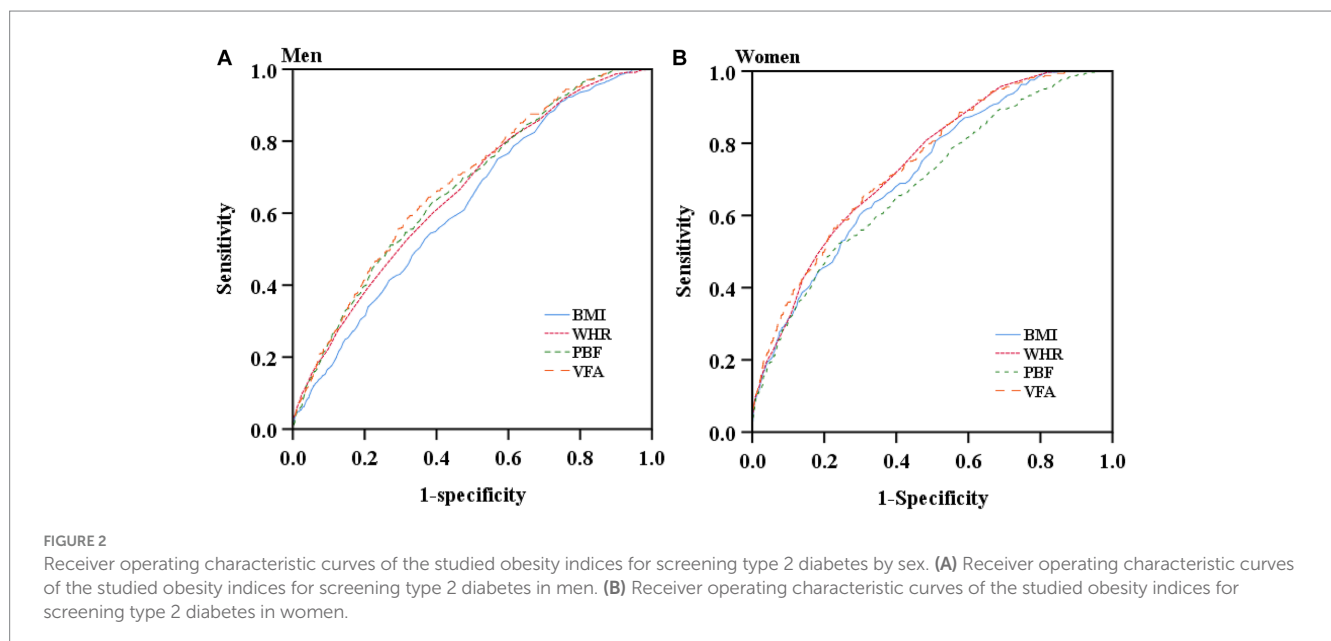 A Men
1.0
0.8
0.6
0.4
0.2
0.0
Sensitivity
0.0 0.2 0.4 0.6 0.8 1.0
1-specificity
BMI
WHR
PBF
VFA
B Women
1.0
0.8
0.6
0.4
0.2
0.0
Sensitivity
0.0 0.2 0.4 0.6 0.8 1.0
1-Specificity
BMI
WHR
PBF
VFA
FIGURE 2
Receiver operating characteristic curves of the studied obesity indices for screening type 2 diabetes by sex. (A) Receiver operating characteristic curves
of the studied obesity indices for screening type 2 diabetes in men. (B) Receiver operating characteristic curves of the studied obesity indices for
screening type 2 diabetes in women.